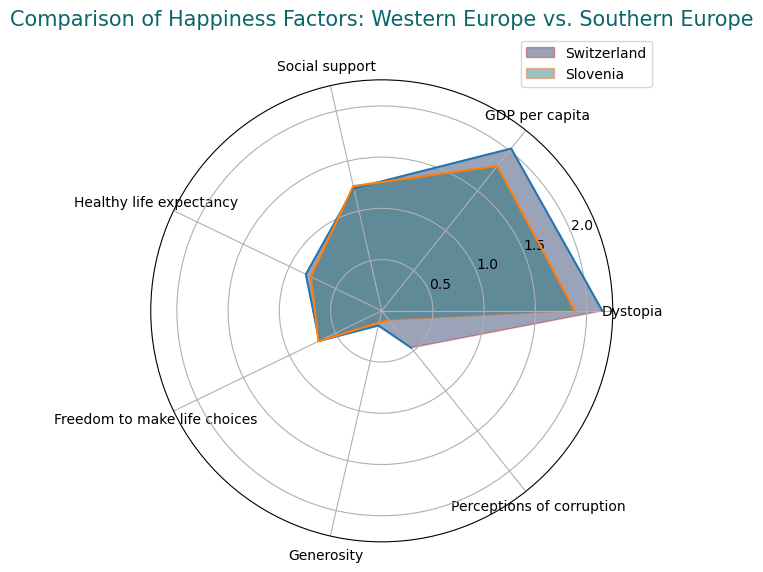 Comparison of Happiness Factors: Western Europe vs. Southern Europe
Switzerland
Slovenia
Social support
GDP per capita
Healthy life expectancy
2.0
1.5
1.0
0.5
Dystopia
Freedom to make life choices
Perceptions of corruption
Generosity